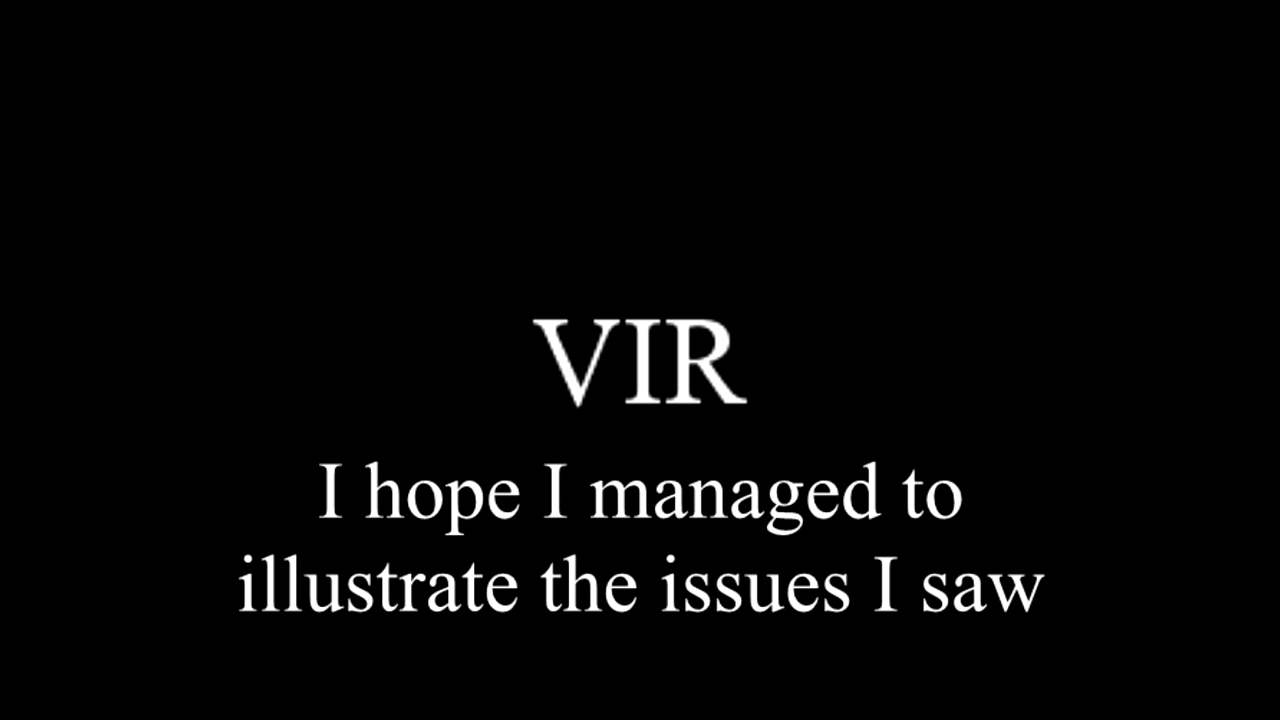 VIR
I hope I managed to
illustrate the issues I saw